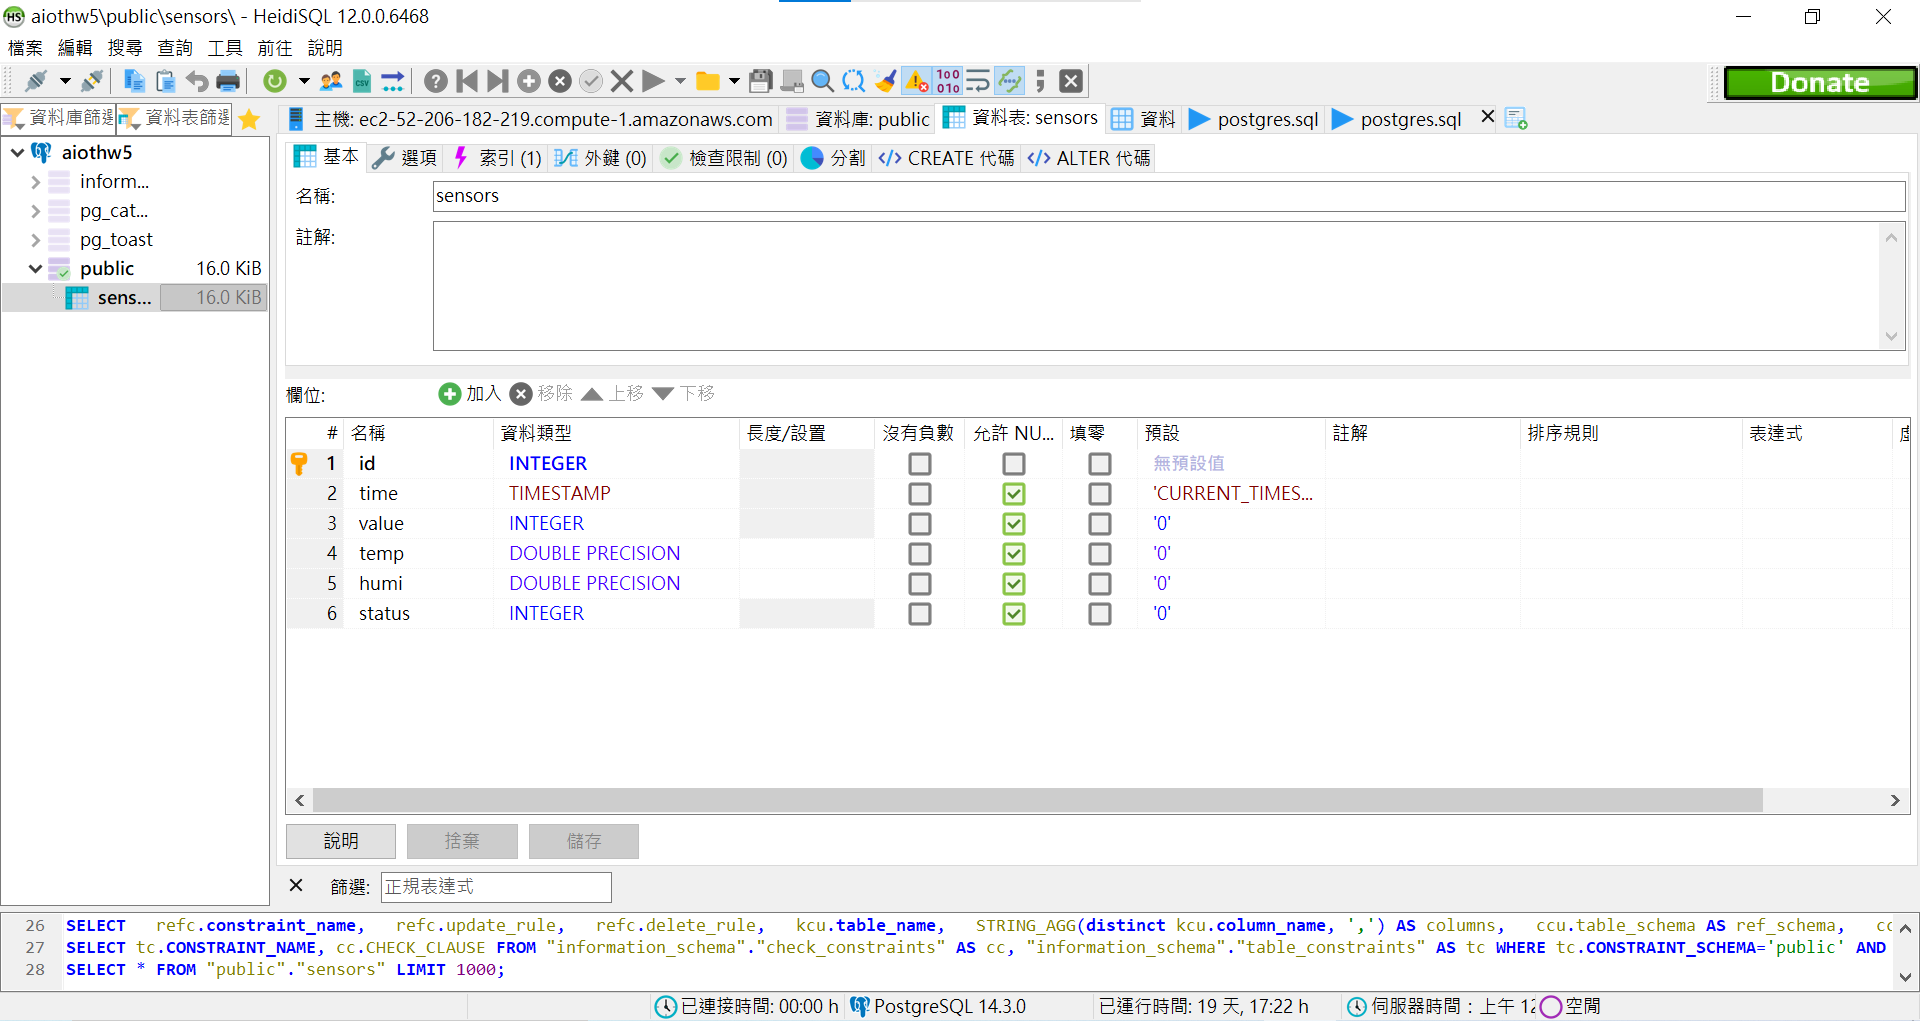 aiothw5\public\sensors\ - HeidiSQL 12.0.0.6468
檔案 編輯 搜尋 查詢 工具 前往 說明
Donate
資料庫篩選 資料表篩選
主機: ec2-52-206-182-219.compute-1.amazonaws.com 資料庫: public 資料表: sensors 資料 postgres.sql postgres.sql
aiothw5
inform...
pg_cat...
pg_toast
public 16.0 KiB
sens... 16.0 KiB
基本 選項 索引 (1) 外鍵 (0) 檢查限制 (0) 分割 CREATE 代碼 ALTER 代碼
名稱: sensors
註解:
欄位: 加入 移除 上移 下移
# 名稱 資料類型 長度/設置 沒有負數 允許 NU... 填零 預設 註解 排序規則 表達式
1 id INTEGER 無預設值
2 time TIMESTAMP 'CURRENT_TIMES...
3 value INTEGER '0'
4 temp DOUBLE PRECISION '0'
5 humi DOUBLE PRECISION '0'
6 status INTEGER '0'
說明 捨棄 儲存
篩選: 正規表達式
26 SELECT refc.constraint_name, refc.update_rule, refc.delete_rule, kcu.table_name, STRING_AGG(distinct kcu.column_name, ',') AS columns, ccu.table_schema AS ref_schema, cc
27 SELECT tc.CONSTRAINT_NAME, cc.CHECK_CLAUSE FROM "information_schema"."check_constraints" AS cc, "information_schema"."table_constraints" AS tc WHERE tc.CONSTRAINT_SCHEMA='public' AND
28 SELECT * FROM "public"."sensors" LIMIT 1000;
已連接時間: 00:00 h PostgreSQL 14.3.0 已運行時間: 19 天, 17:22 h 伺服器時間：上午 12 空閒